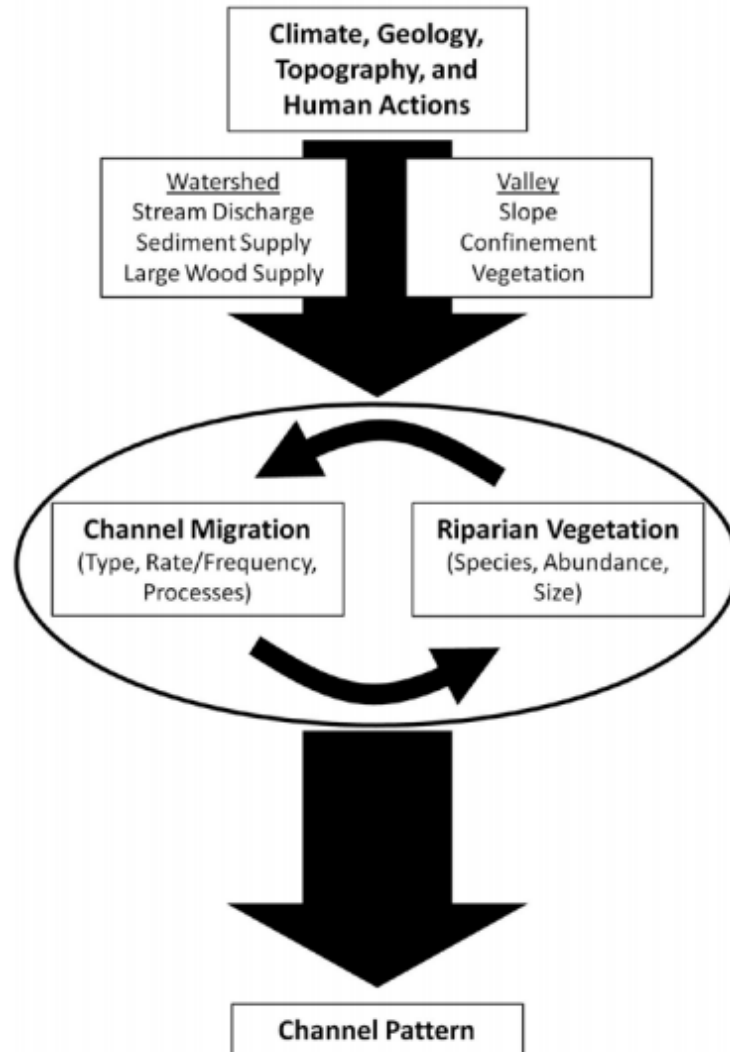 Climate, Geology,
Topography, and
Human Actions
Watershed
Stream Discharge
Sediment Supply
Large Wood Supply
Valley
Slope
Confinement
Vegetation
Channel Migration
(Type, Rate/Frequency,
Processes)
Riparian Vegetation
(Species, Abundance,
Size)
Channel Pattern